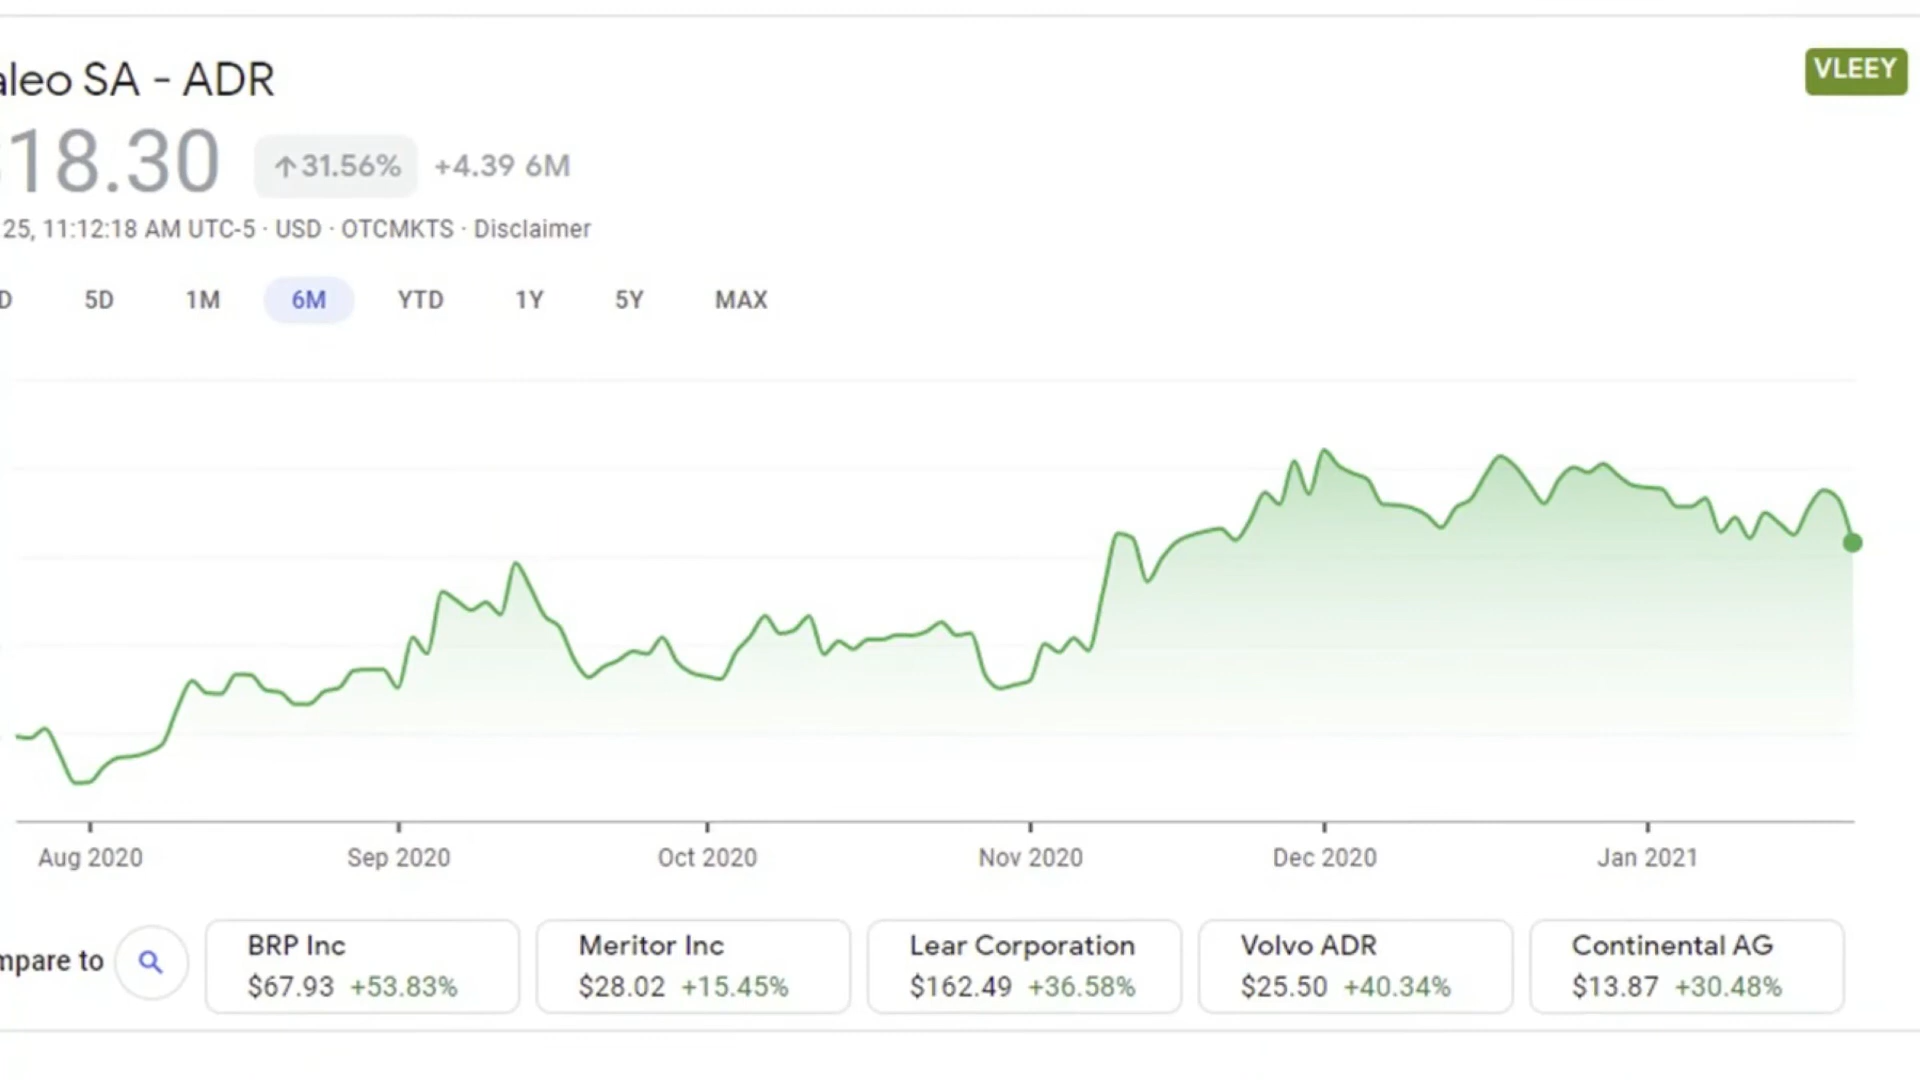 aleo SA - ADR
VLEEY
18.30 ↑31.56% +4.39 6M
25, 11:12:18 AM UTC-5 · USD · OTCMKTS · Disclaimer
D 5D 1M 6M YTD 1Y 5Y MAX
Aug 2020 Sep 2020 Oct 2020 Nov 2020 Dec 2020 Jan 2021
mpare to
BRP Inc
$67.93 +53.83%
Meritor Inc
$28.02 +15.45%
Lear Corporation
$162.49 +36.58%
Volvo ADR
$25.50 +40.34%
Continental AG
$13.87 +30.48%